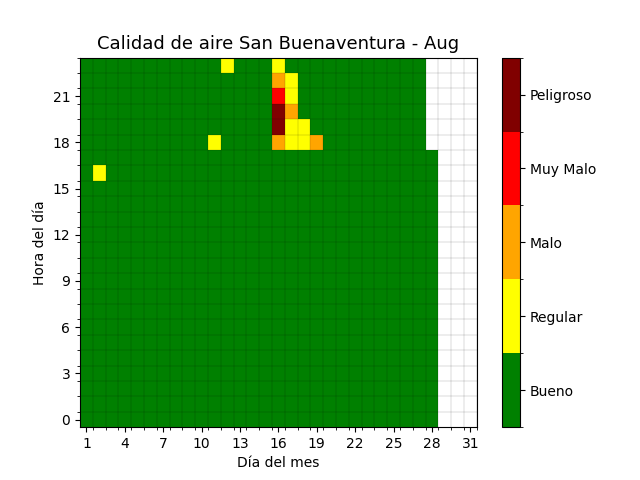 Calidad de aire San Buenaventura - Aug
Hora del día
21
18
15
12
9
6
3
0
1 4 7 10 13 16 19 22 25 28 31
Día del mes
Peligroso
Muy Malo
Malo
Regular
Bueno